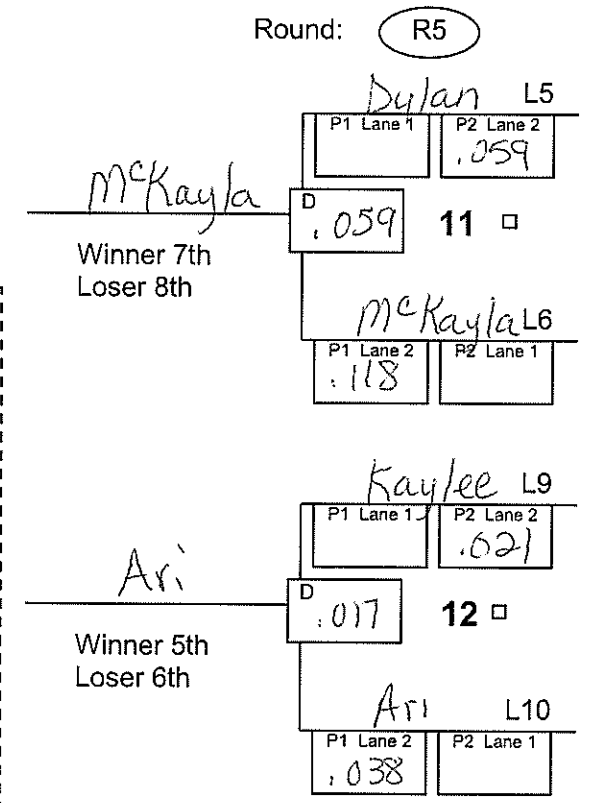 Round: R5
Dylan L5
P1 Lane 1 P2 Lane 2
.059
McKayla D .059 11
Winner 7th
Loser 8th
McKayla L6
P1 Lane 2 P2 Lane 1
.118
Kaylee L9
P1 Lane 1 P2 Lane 2
.021
Ari D .017 12
Winner 5th
Loser 6th
Ari L10
P1 Lane 2 P2 Lane 1
.038